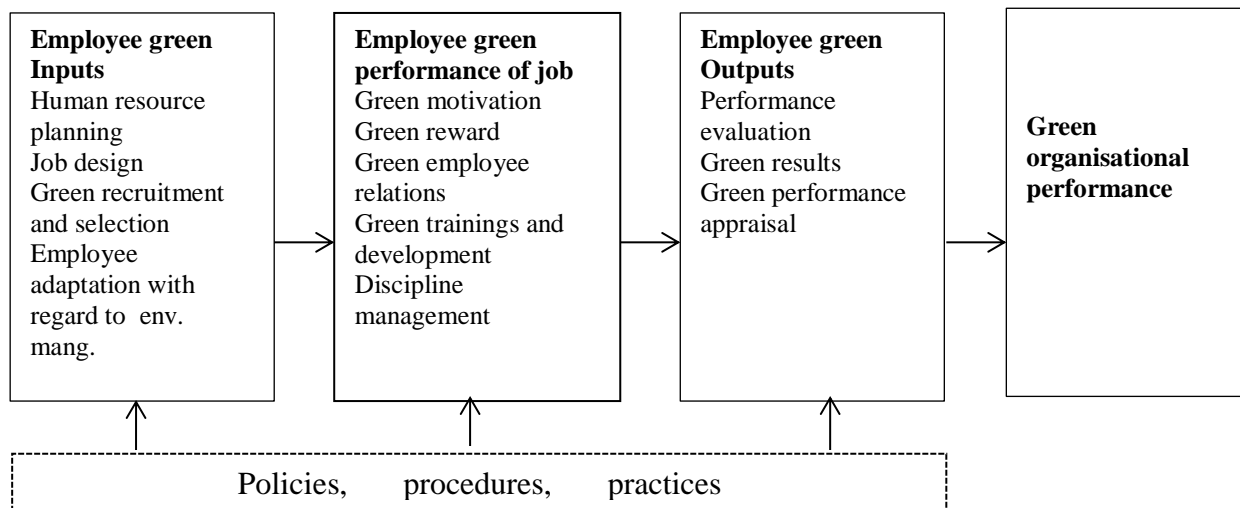 Employee green
Inputs
Human resource
planning
Job design
Green recruitment
and selection
Employee
adaptation with
regard to env.
mang.
Employee green
performance of job
Green motivation
Green reward
Green employee
relations
Green trainings and
development
Discipline
management
Employee green
Outputs
Performance
evaluation
Green results
Green performance
appraisal
Green
organisational
performance
Policies, procedures, practices